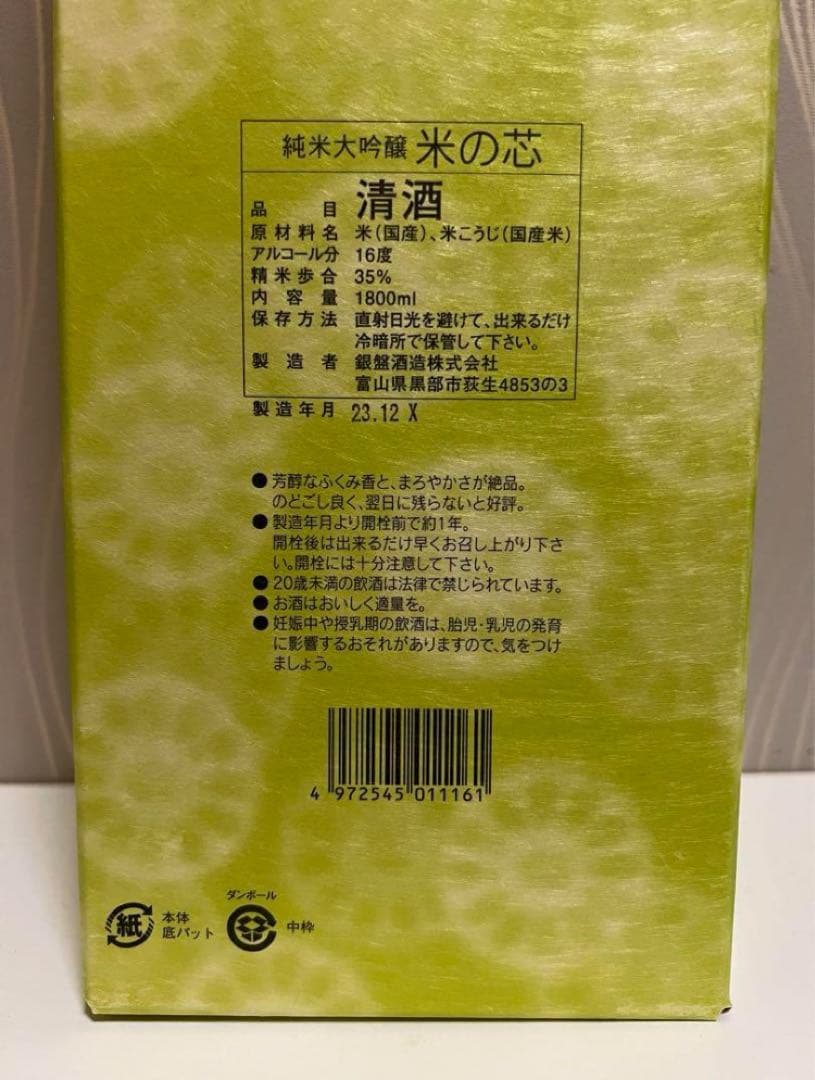 純米大吟醸 米の芯
品目 清酒
原材料名 米(国産)、米こうじ(国産米)
アルコール分 16度
精米歩合 35%
内容量 1800ml
保存方法 直射日光を避けて、出来るだけ
冷暗所で保管して下さい。
製造者 銀盤酒造株式会社
富山県黒部市荻生4853の3
製造年月 23.12 X
●芳醇なふくみ香と、まろやかさが絶品。
のどごし良く、翌日に残らないと好評。
●製造年月より開栓前で約1年。
開栓後は出来るだけ早くお召し上がり下さ
い。開栓には十分注意して下さい。
●20歳未満の飲酒は法律で禁じられています。
●お酒はおいしく適量を。
●妊娠中や授乳期の飲酒は、胎児・乳児の発育
に影響するおそれがありますので、気をつけ
ましょう。
4 972545 011161
紙 本体
底パット
ダンボール
中枠